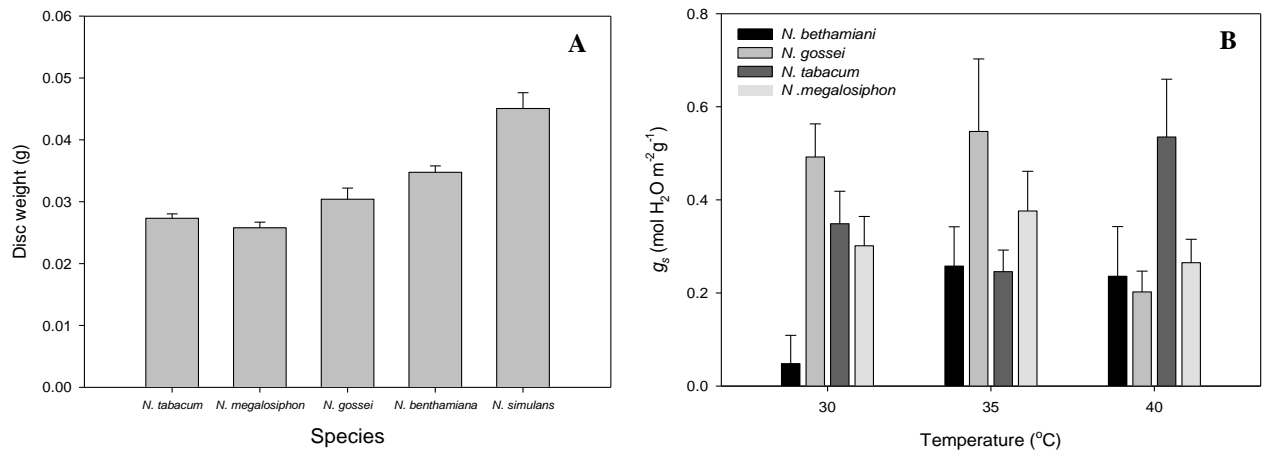 A
0.06
0.05
0.04
0.03
0.02
0.01
0.00
Disc weight (g)
N. tabacum N. megalosiphon N. gossei N. benthamiana N. simulans
Species
B
N. bethamiani
N. gossei
N. tabacum
N .megalosiphon
0.8
0.6
0.4
0.2
0.0
gs (mol H2O m-2g-1)
30 35 40
Temperature (oC)